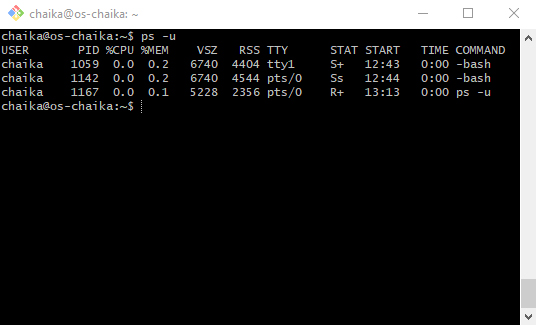 chaika@os-chaika: ~
chaika@os-chaika:~$ ps -u
USER       PID %CPU %MEM    VSZ   RSS TTY      STAT START   TIME COMMAND
chaika    1059  0.0  0.2   6740  4404 tty1     S+   12:43   0:00 -bash
chaika    1142  0.0  0.2   6740  4544 pts/0    Ss   12:44   0:00 -bash
chaika    1167  0.0  0.1   5228  2356 pts/0    R+   13:13   0:00 ps -u
chaika@os-chaika:~$